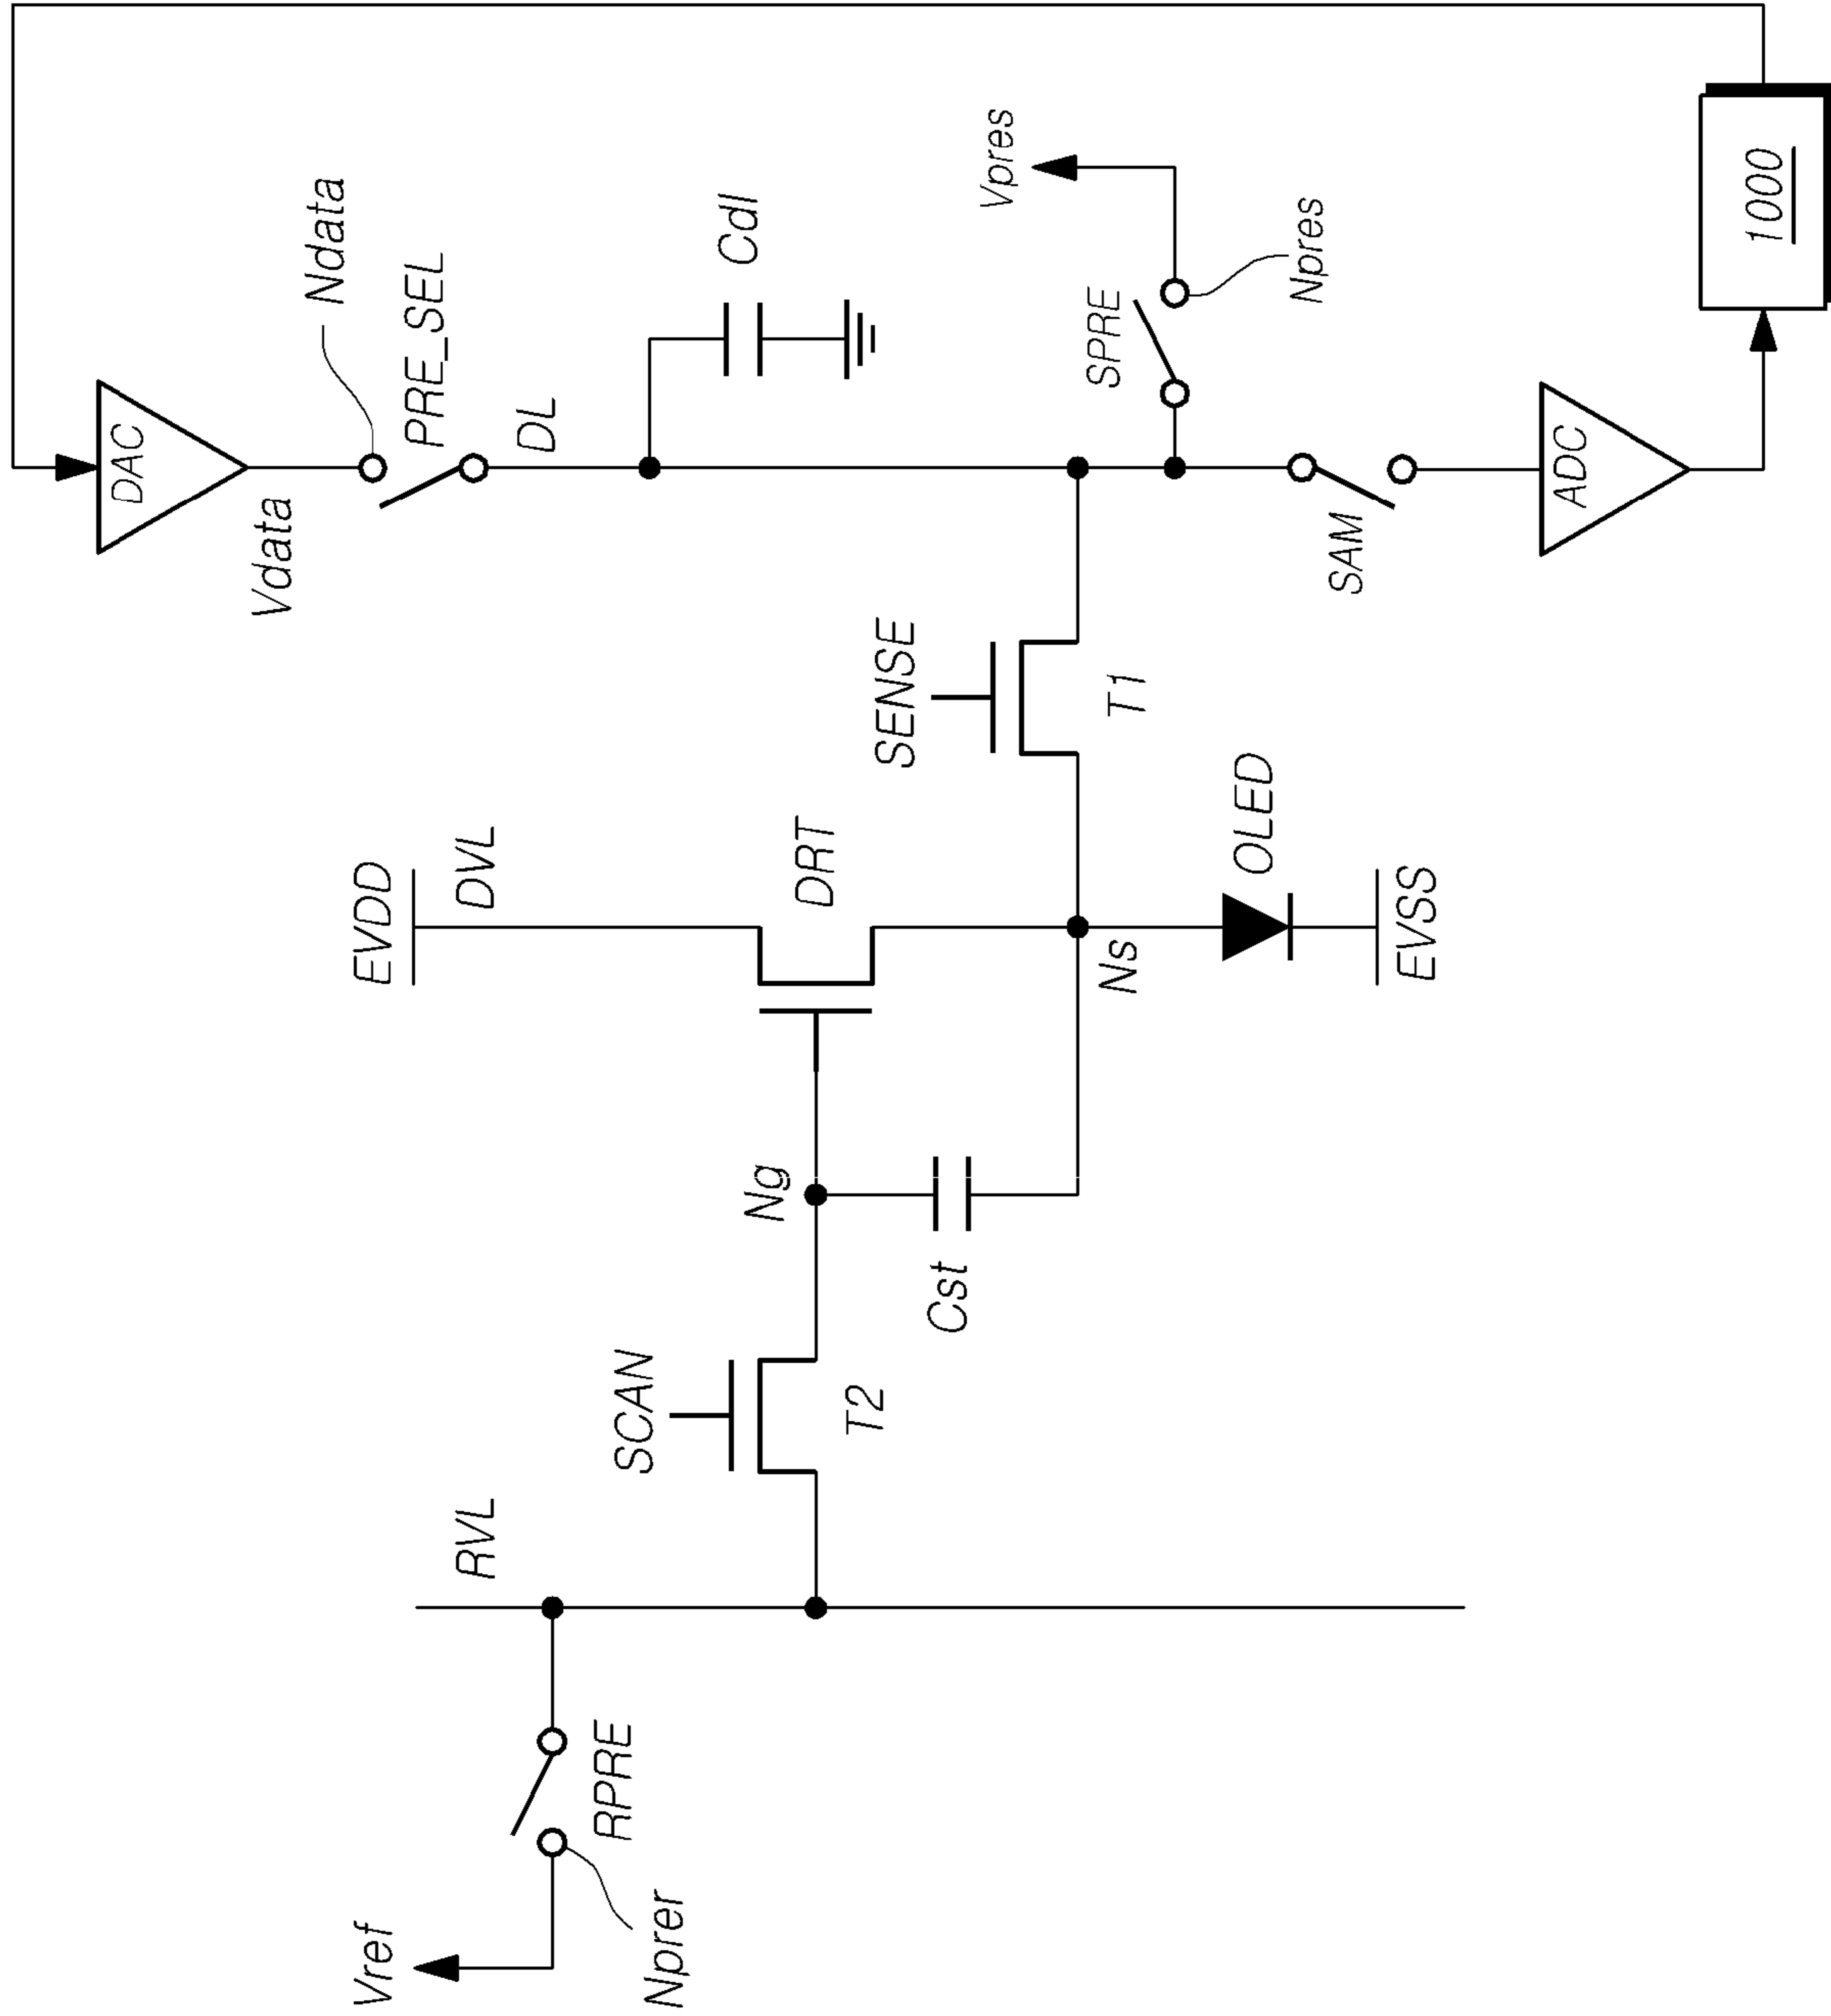 Vref
Nprer
RPRE
RVL
SCAN
T2
Ng
Cst
EVDD
DVL
DRT
Ns
OLED
EVSS
SENSE
T1
DAC
Vdata
Ndata
PRE_SEL
DL
Cdl
Vpres
SPRE
Npres
SAM
ADC
1000